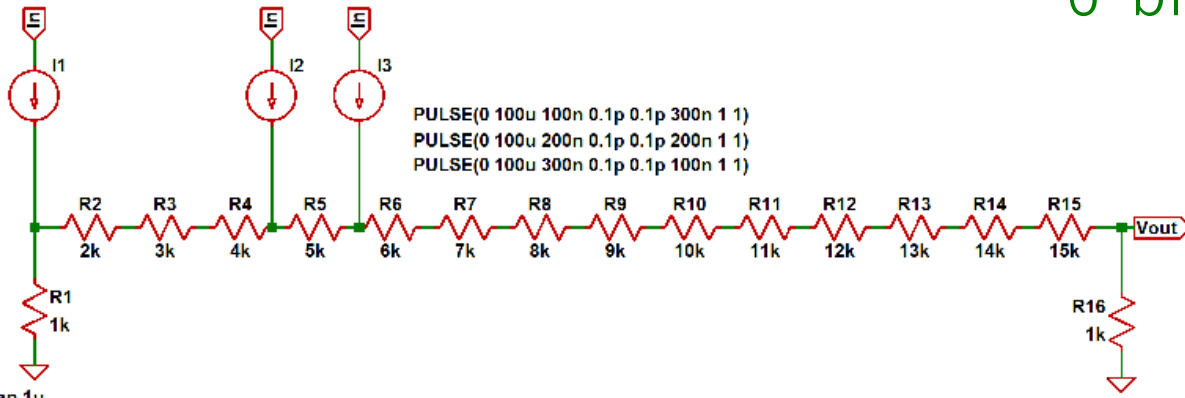 In In In
I1 I2 I3
PULSE(0 100u 100n 0.1p 0.1p 300n 1 1)
PULSE(0 100u 200n 0.1p 0.1p 200n 1 1)
PULSE(0 100u 300n 0.1p 0.1p 100n 1 1)
R2 R3 R4 R5 R6 R7 R8 R9 R10 R11 R12 R13 R14 R15
Vout
2k 3k 4k 5k 6k 7k 8k 9k 10k 11k 12k 13k 14k 15k
R1
1k
R16
1k
1u